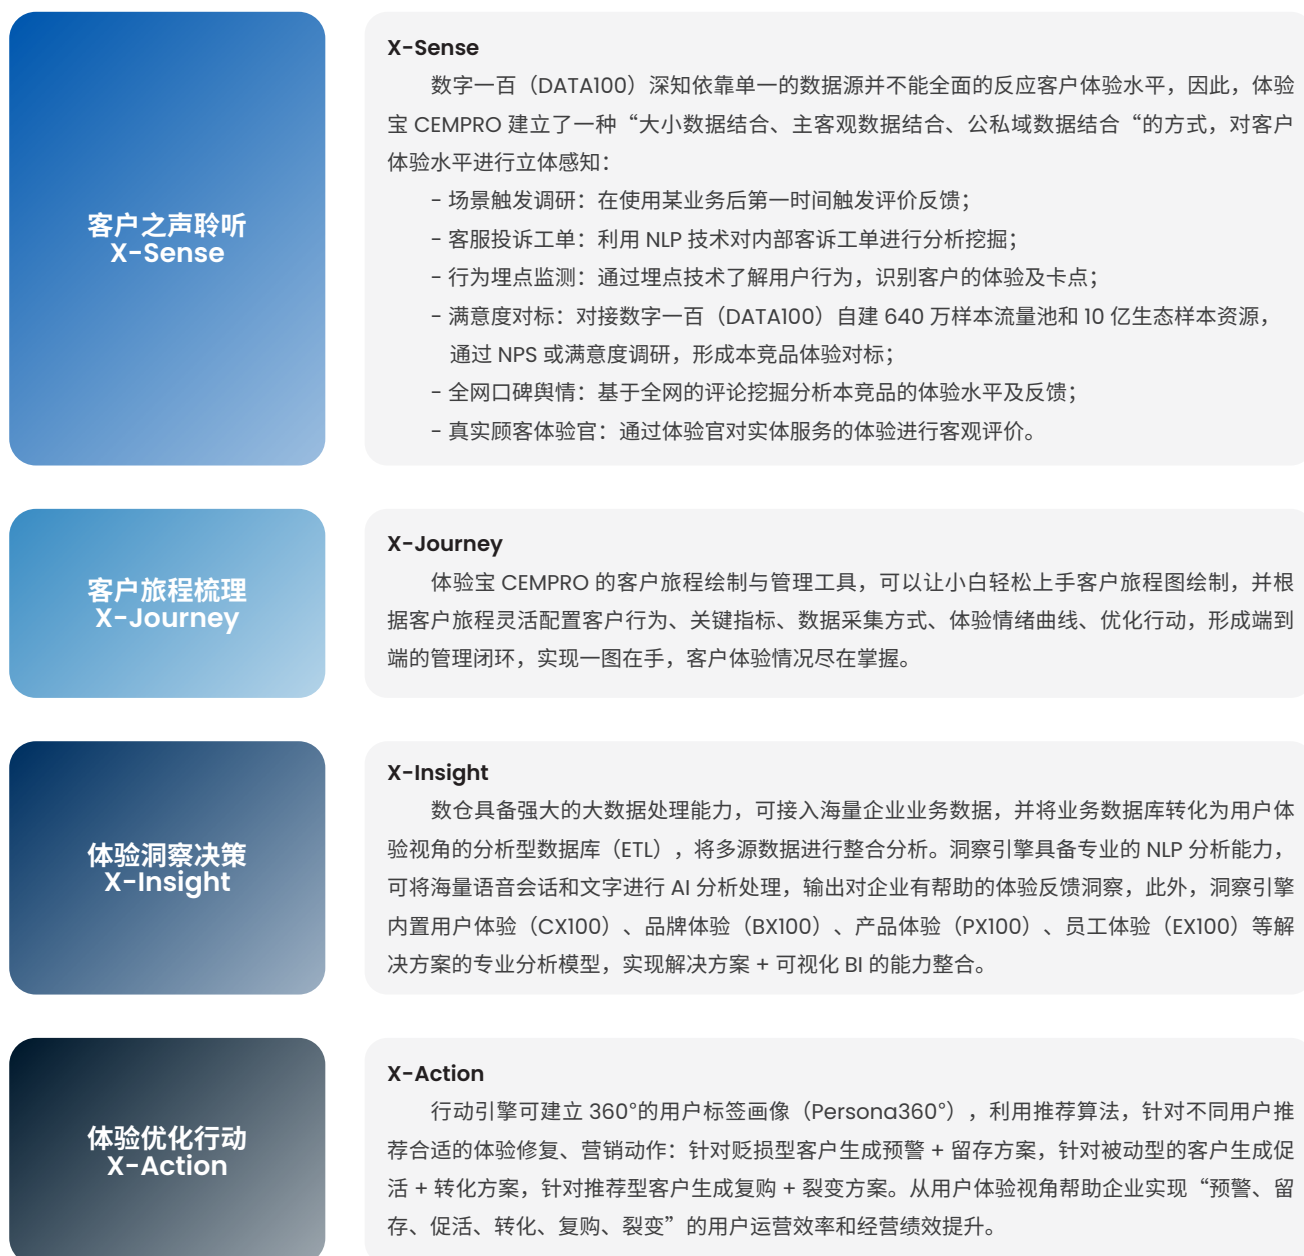 客户之声聆听
X-Sense
X-Sense
数字一百（DATA100）深知依靠单一的数据源并不能全面的反应客户体验水平，因此，体验
宝 CEMPRO 建立了一种“大小数据结合、主客观数据结合、公私域数据结合“的方式，对客户
体验水平进行立体感知：
- 场景触发调研：在使用某业务后第一时间触发评价反馈；
- 客服投诉工单：利用 NLP 技术对内部客诉工单进行分析挖掘；
- 行为埋点监测：通过埋点技术了解用户行为，识别客户的体验及卡点；
- 满意度对标：对接数字一百（DATA100）自建 640 万样本流量池和 10 亿生态样本资源，
通过 NPS 或满意度调研，形成本竞品体验对标；
- 全网口碑舆情：基于全网的评论挖掘分析本竞品的体验水平及反馈；
- 真实顾客体验官：通过体验官对实体服务的体验进行客观评价。
客户旅程梳理
X-Journey
X-Journey
体验宝 CEMPRO 的客户旅程绘制与管理工具，可以让小白轻松上手客户旅程图绘制，并根
据客户旅程灵活配置客户行为、关键指标、数据采集方式、体验情绪曲线、优化行动，形成端到
端的管理闭环，实现一图在手，客户体验情况尽在掌握。
体验洞察决策
X-Insight
X-Insight
数仓具备强大的大数据处理能力，可接入海量企业业务数据，并将业务数据库转化为用户体
验视角的分析型数据库（ETL），将多源数据进行整合分析。洞察引擎具备专业的 NLP 分析能力，
可将海量语音会话和文字进行 AI 分析处理，输出对企业有帮助的体验反馈洞察，此外，洞察引擎
内置用户体验（CX100）、品牌体验（BX100）、产品体验（PX100）、员工体验（EX100）等解
决方案的专业分析模型，实现解决方案 + 可视化 BI 的能力整合。
体验优化行动
X-Action
X-Action
行动引擎可建立 360°的用户标签画像（Persona360°），利用推荐算法，针对不同用户推
荐合适的体验修复、营销动作：针对贬损型客户生成预警 + 留存方案，针对被动型的客户生成促
活 + 转化方案，针对推荐型客户生成复购 + 裂变方案。从用户体验视角帮助企业实现“预警、留
存、促活、转化、复购、裂变”的用户运营效率和经营绩效提升。